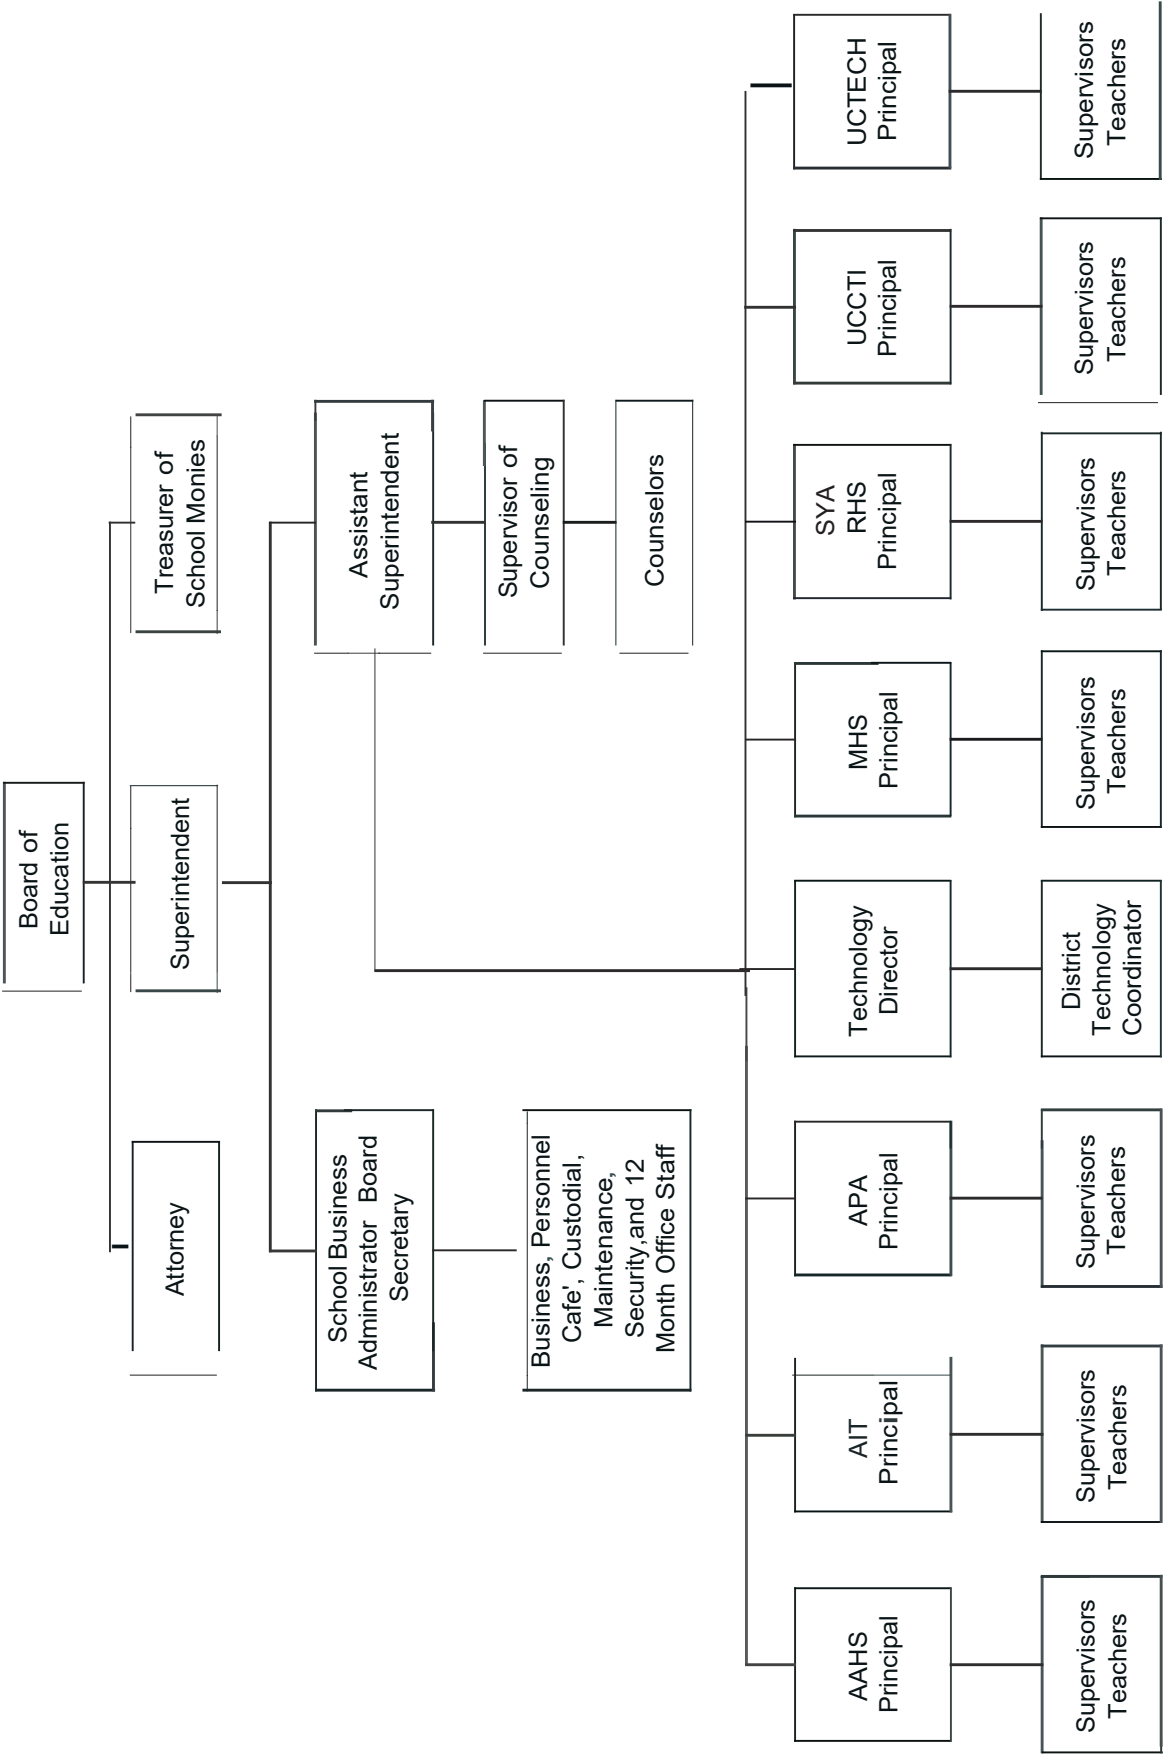 Board of
Education
Attorney
Superintendent
Treasurer of
School Monies
School Business
Administrator Board
Secretary
Assistant
Superintendent
Business, Personnel
Cafe', Custodial,
Maintenance,
Security,and 12
Month Office Staff
Supervisor of
Counseling
Counselors
AAHS
Principal
AIT
Principal
APA
Principal
Technology
Director
MHS
Principal
SYA
RHS
Principal
UCCTI
Principal
UCTECH
Principal
Supervisors
Teachers
Supervisors
Teachers
Supervisors
Teachers
District
Technology
Coordinator
Supervisors
Teachers
Supervisors
Teachers
Supervisors
Teachers
Supervisors
Teachers